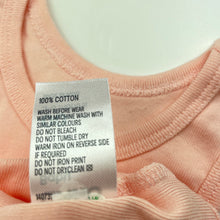 100% COTTON
WASH BEFORE WEAR
WARM MACHINE WASH WITH
SIMILAR COLOURS
DO NOT BLEACH
DO NOT TUMBLE DRY
WARM IRON ON REVERSE SIDE
IF NEEDED
DO NOT IRON PRINT
DO NOT DRYCLEAN